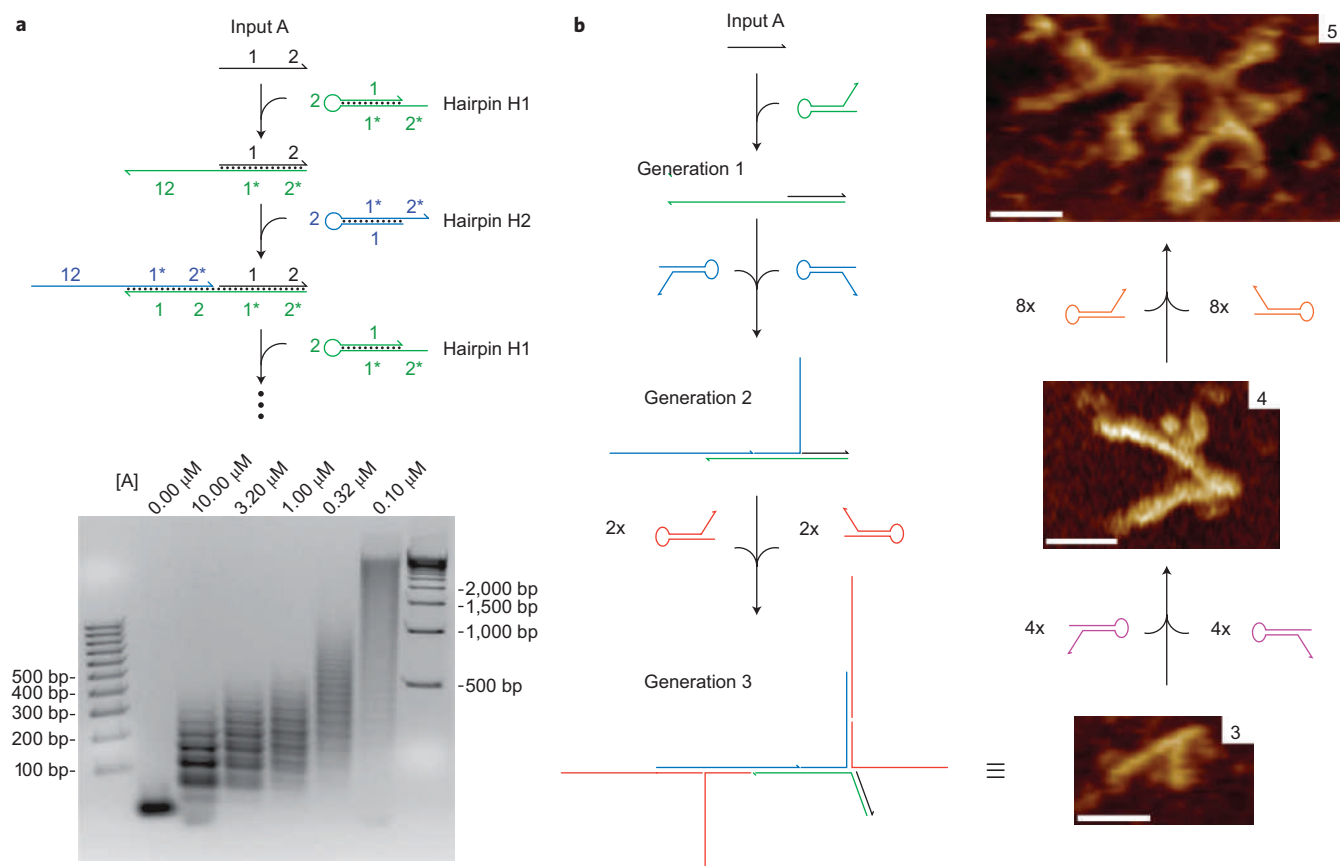 a
Input A
1 2
2 1 Hairpin H1
1* 2*
1 2
12 1* 2*
2 1* 2* Hairpin H2
1
12 1* 2* 1 2
1 2 1* 2*
2 1 Hairpin H1
1* 2*
[A] 0.00 µM 10.00 µM 3.20 µM 1.00 µM 0.32 µM 0.10 µM
500 bp-
400 bp-
300 bp-
200 bp-
100 bp-
-2,000 bp
-1,500 bp
-1,000 bp
-500 bp
b
Input A
Generation 1
Generation 2
2x 2x
Generation 3
≡
3
4x 4x
4
8x 8x
5